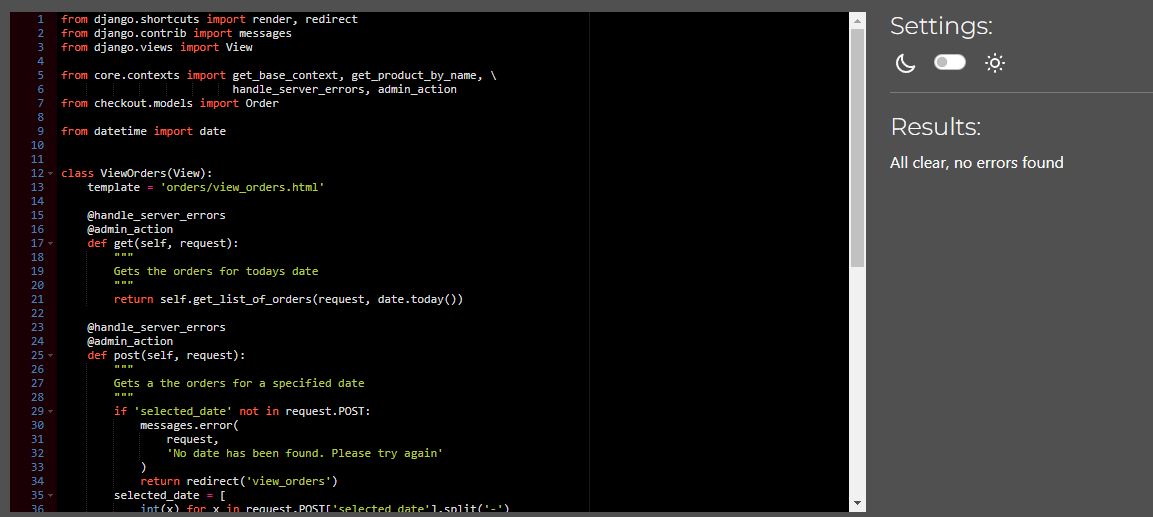 1 from django.shortcuts import render, redirect
2 from django.contrib import messages
3 from django.views import View
4
5 from core.contexts import get_base_context, get_product_by_name, \
6                          handle_server_errors, admin_action
7 from checkout.models import Order
8
9 from datetime import date
10
11
12 class ViewOrders(View):
13     template = 'orders/view_orders.html'
14
15     @handle_server_errors
16     @admin_action
17     def get(self, request):
18         """
19         Gets the orders for todays date
20         """
21         return self.get_list_of_orders(request, date.today())
22
23     @handle_server_errors
24     @admin_action
25     def post(self, request):
26         """
27         Gets a the orders for a specified date
28         """
29         if 'selected_date' not in request.POST:
30             messages.error(
31                 request,
32                 'No date has been found. Please try again'
33             )
34             return redirect('view_orders')
35         selected_date = [
36             int(x) for x in request.POST['selected_date'].split('-')
Settings:
Results:
All clear, no errors found